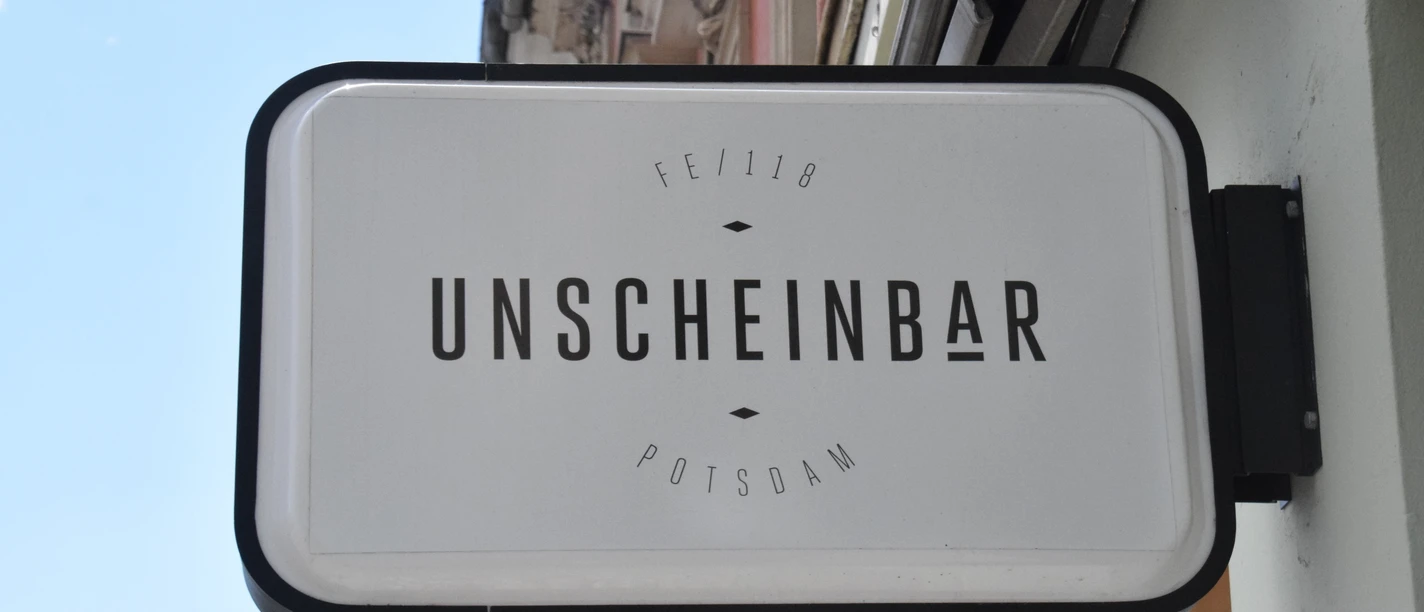 FE/118
UNSCHEINBAR
POTSDAM